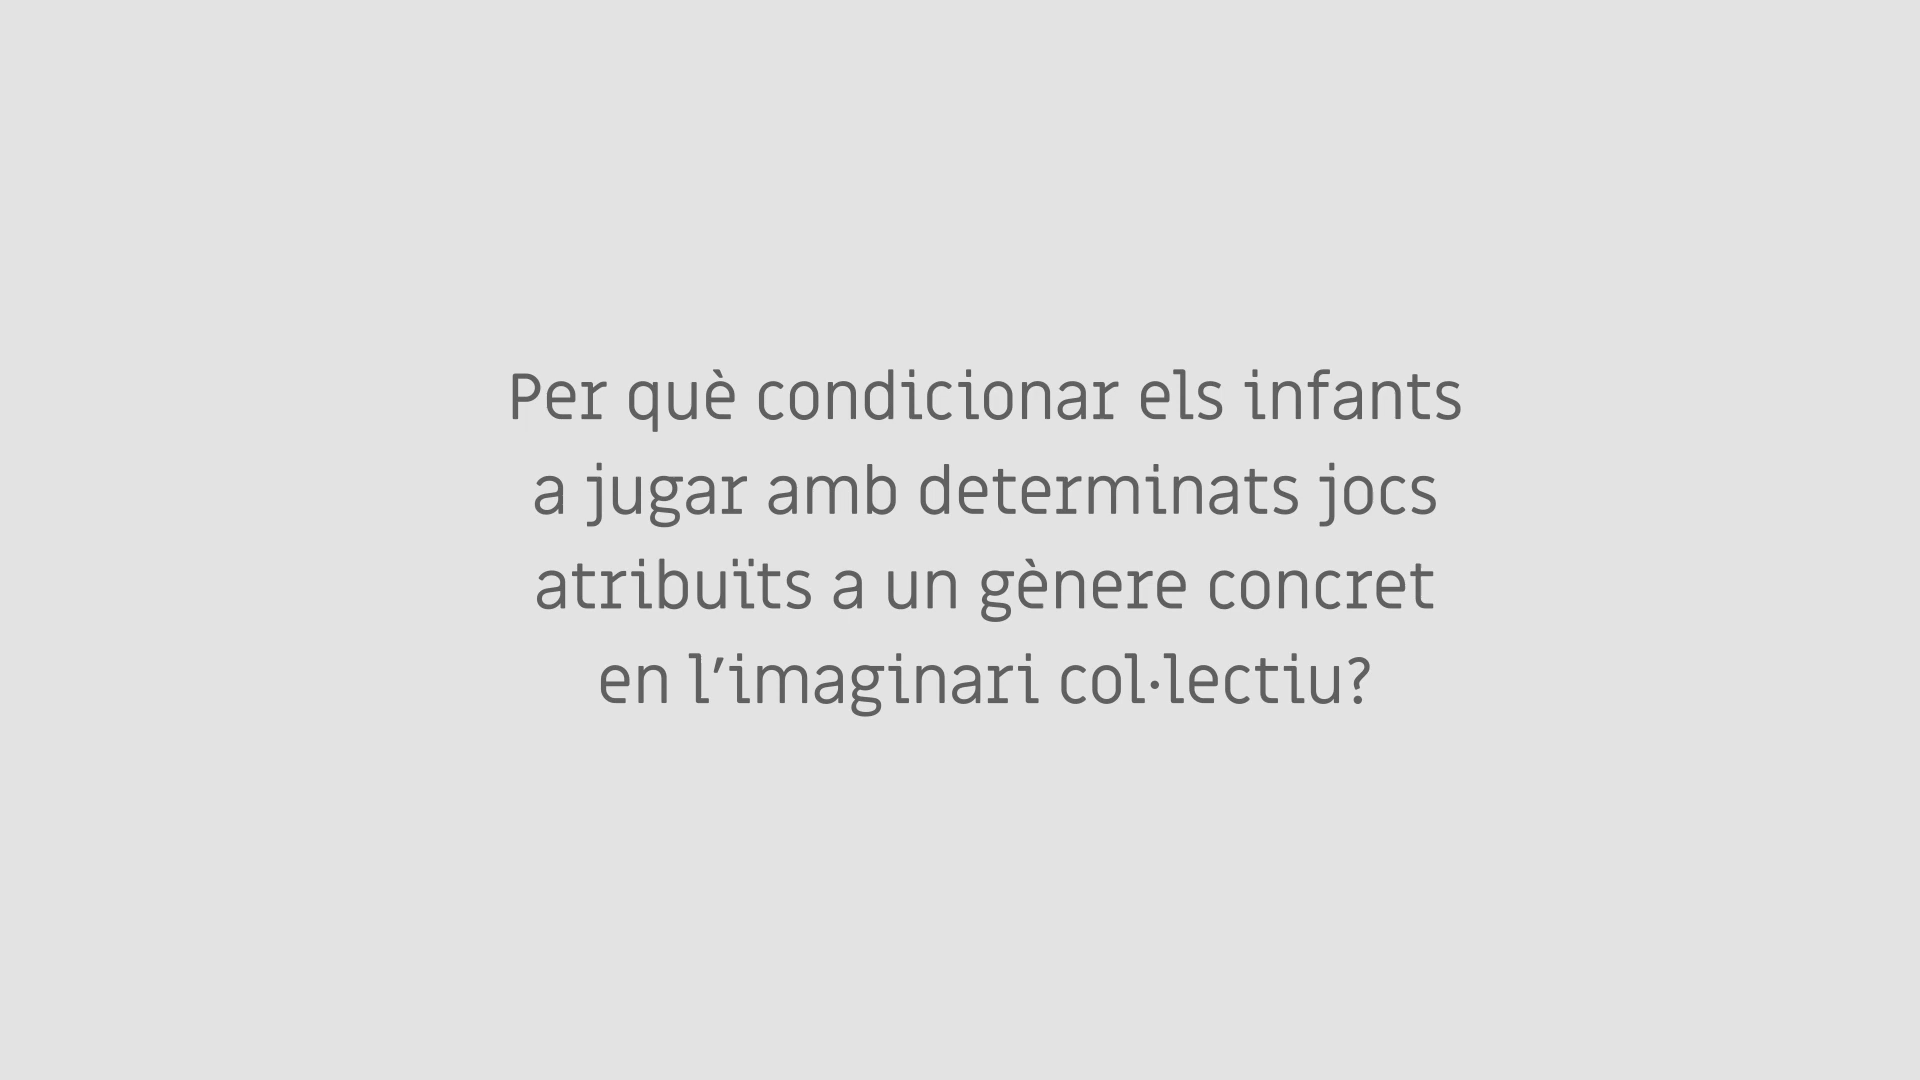 Per què condicionar els infants
a jugar amb determinats jocs
atribuïts a un gènere concret
en l’imaginari col·lectiu?